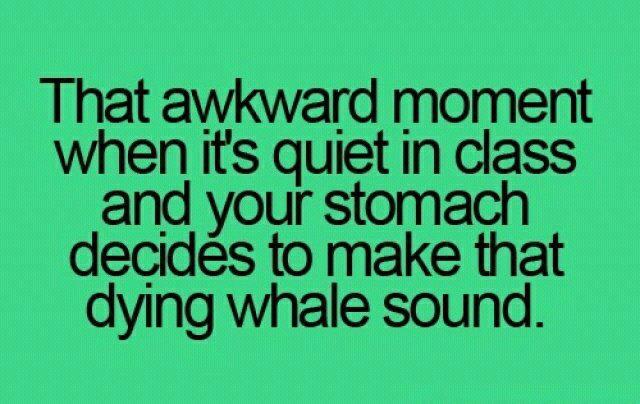 That awkward moment
when it's quiet in class
and your stomach
decides to make that
dying whale sound.